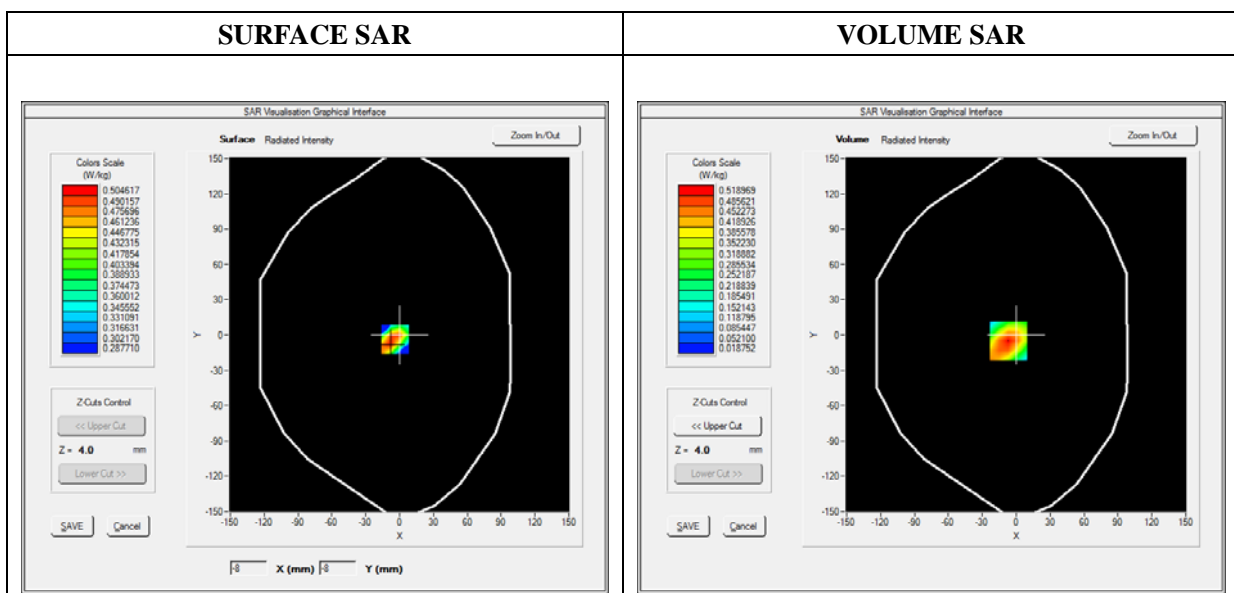 SURFACE SAR
VOLUME SAR
SAR Visualisation Graphical Interface
Surface Radiated Intensity
Zoom In/Out
Colors Scale
(W/kg)
0.504617
0.490157
0.475696
0.461236
0.446775
0.432315
0.417854
0.403394
0.388933
0.374473
0.360012
0.345552
0.331091
0.316631
0.302170
0.287710
150
120
90
60
30
0
-30
-60
-90
-120
-150
Y
-150 -120 -90 -60 -30 0 30 60 90 120 150
X
Z-Cuts Control
<< Upper Cut
Z = 4.0 mm
Lower Cut >>
SAVE Cancel
-8 X (mm) -8 Y (mm)
SAR Visualisation Graphical Interface
Volume Radiated Intensity
Zoom In/Out
Colors Scale
(W/kg)
0.518969
0.485621
0.452273
0.418926
0.385578
0.352230
0.318882
0.285534
0.252187
0.218839
0.185491
0.152143
0.118795
0.085447
0.052100
0.018752
150
120
90
60
30
0
-30
-60
-90
-120
-150
Y
-150 -120 -90 -60 -30 0 30 60 90 120 150
X
Z-Cuts Control
<< Upper Cut
Z = 4.0 mm
Lower Cut >>
SAVE Cancel